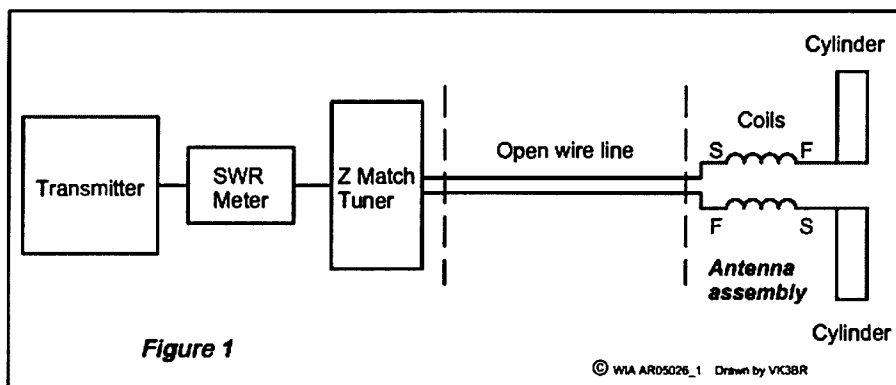 Cylinder
Coils
Open wire line
S F
Transmitter
SWR
Meter
Z Match
Tuner
F S
Antenna
assembly
Cylinder
Figure 1
© WIA AR05026_1 Drawn by VK3BR